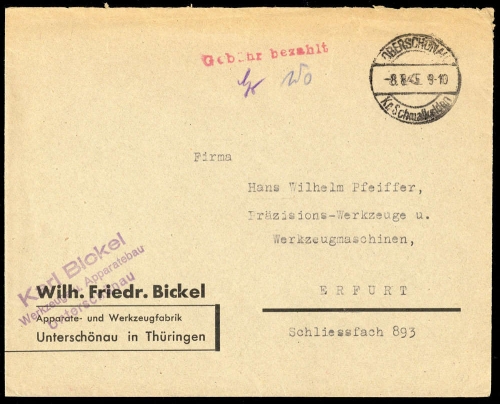 Gebühr bezahlt
OBERSCHÖNAU
-8.8.45. 9-10
Kr. Schmalkalden
Firma
Hans Wilhelm Pfeiffer,
Präzisions-Werkzeuge u.
Werkzeugmaschinen,
ERFURT
Schliessfach 893
Karl Bickel
Werkzeug u. Apparatebau
Unterschönau
Wilh. Friedr. Bickel
Apparate- und Werkzeugfabrik
Unterschönau in Thüringen